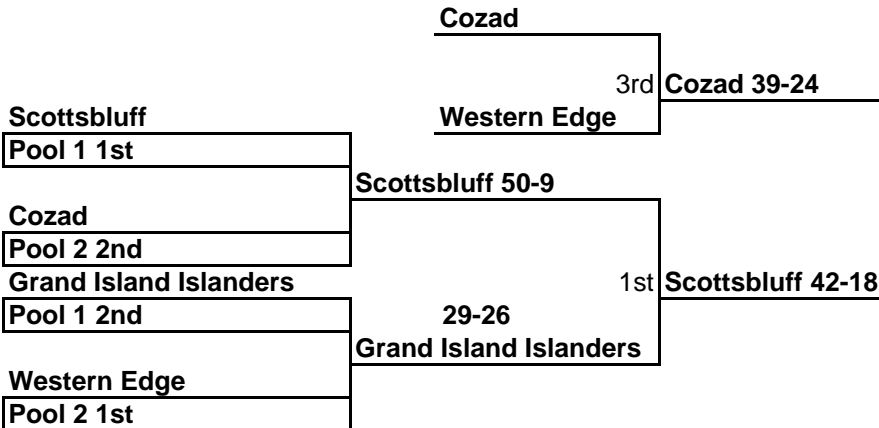 Cozad
3rd Cozad 39-24
Scottsbluff
Western Edge
Pool 1 1st
Scottsbluff 50-9
Cozad
Pool 2 2nd
Grand Island Islanders
1st Scottsbluff 42-18
Pool 1 2nd
29-26
Grand Island Islanders
Western Edge
Pool 2 1st